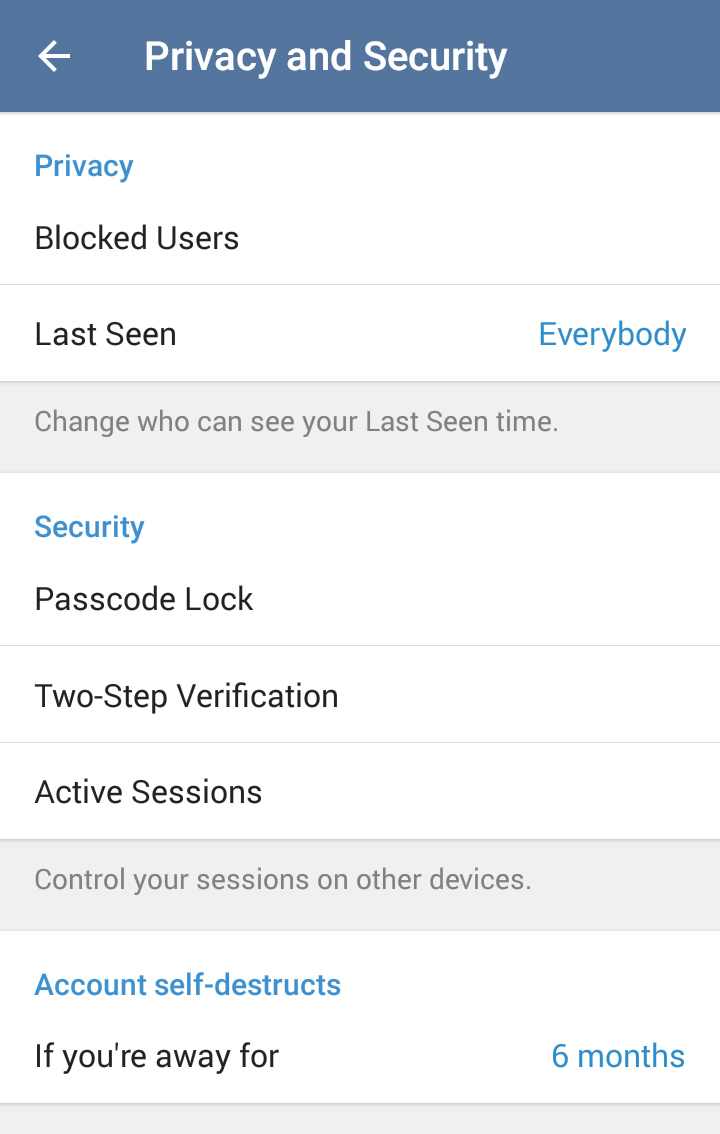 Privacy and Security
Privacy
Blocked Users
Last Seen Everybody
Change who can see your Last Seen time.
Security
Passcode Lock
Two-Step Verification
Active Sessions
Control your sessions on other devices.
Account self-destructs
If you're away for 6 months